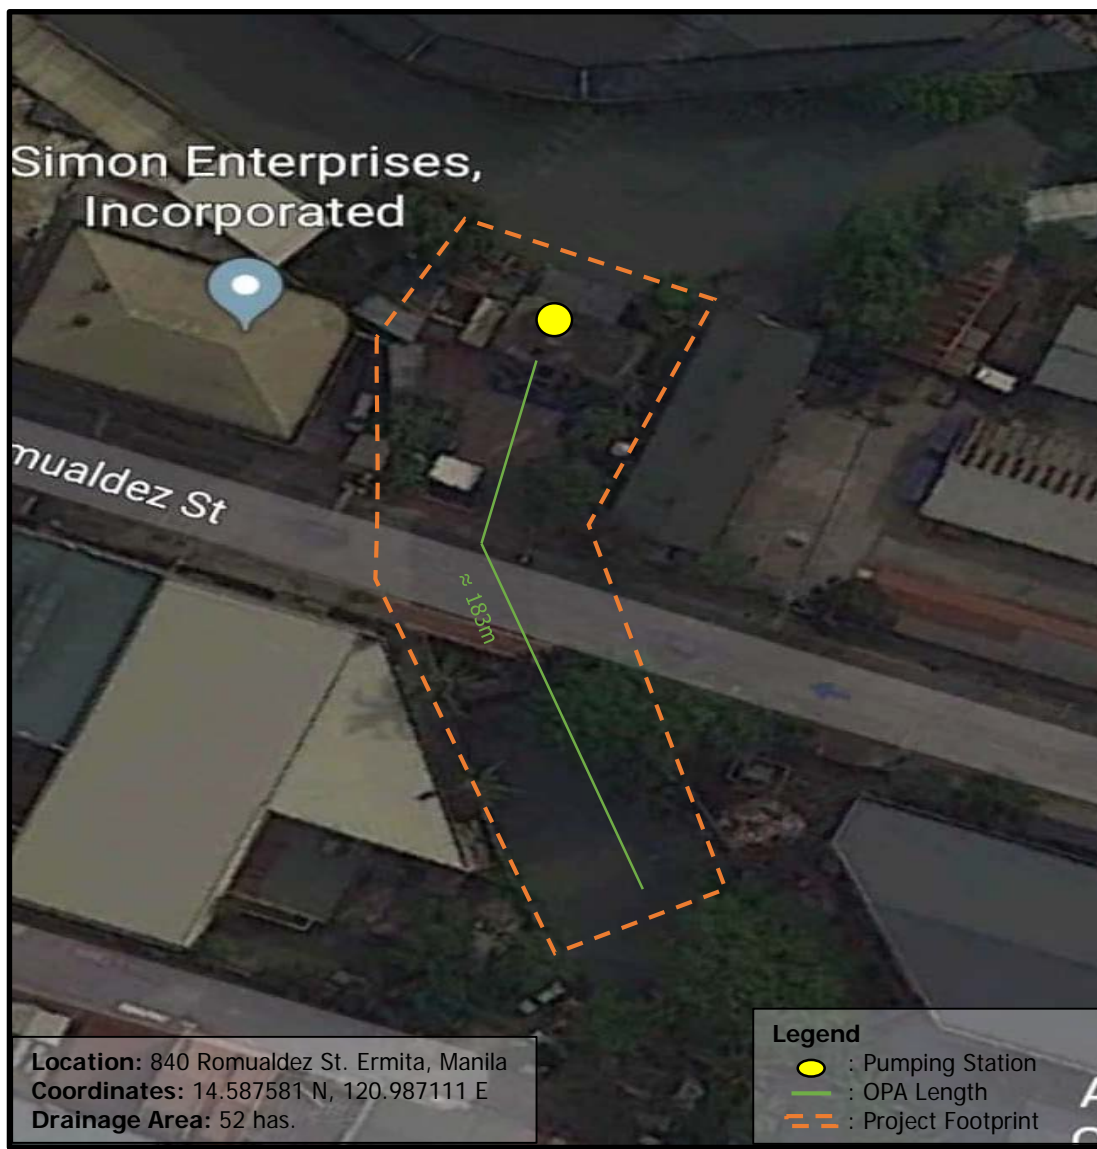 Simon Enterprises,
Incorporated
mualdez St
≈ 183m
Location: 840 Romualdez St. Ermita, Manila
Coordinates: 14.587581 N, 120.987111 E
Drainage Area: 52 has.
Legend
: Pumping Station
: OPA Length
: Project Footprint